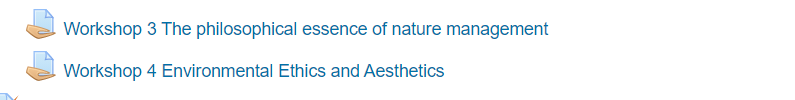 Workshop 3 The philosophical essence of nature management
Workshop 4 Environmental Ethics and Aesthetics